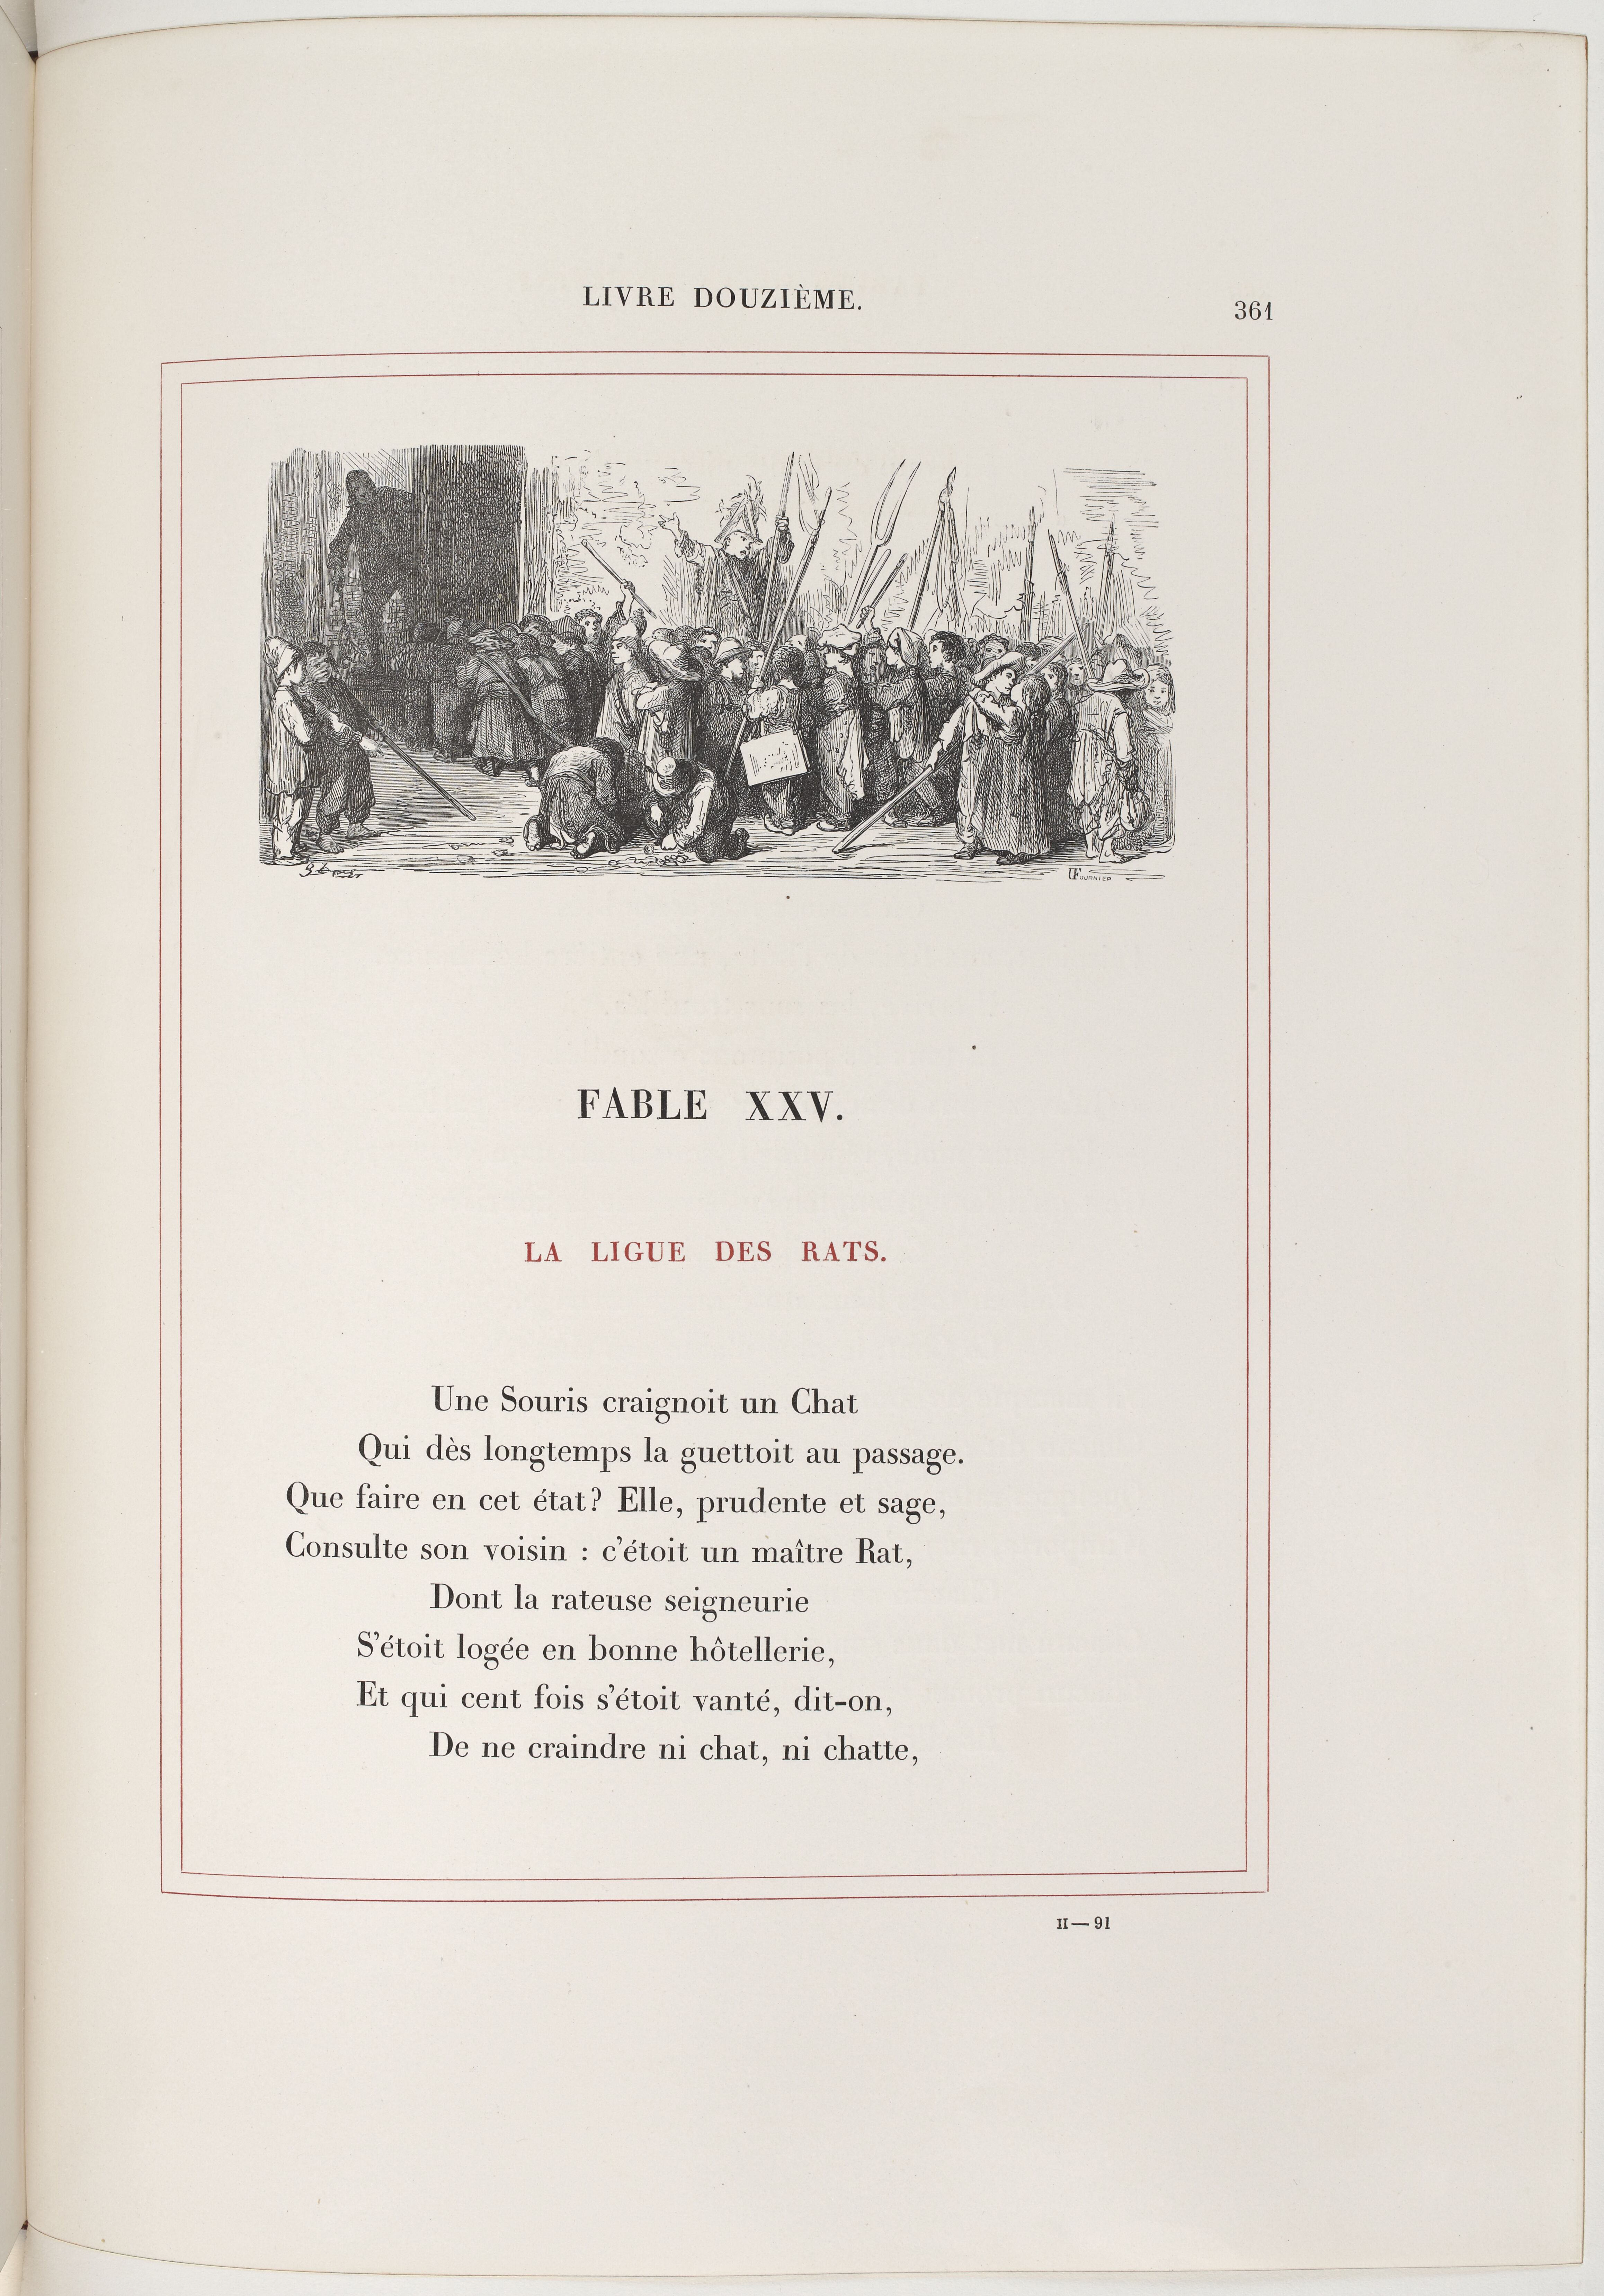 LIVRE DOUZIÈME.
361
FOURNIER
FABLE XXV.
LA LIGUE DES RATS.
Une Souris craignoit un Chat
Qui dès longtemps la guettoit au passage.
Que faire en cet état? Elle, prudente et sage,
Consulte son voisin : c'étoit un maître Rat,
Dont la rateuse seigneurie
S'étoit logée en bonne hôtellerie,
Et qui cent fois s'étoit vanté, dit-on,
De ne craindre ni chat, ni chatte,
II—91